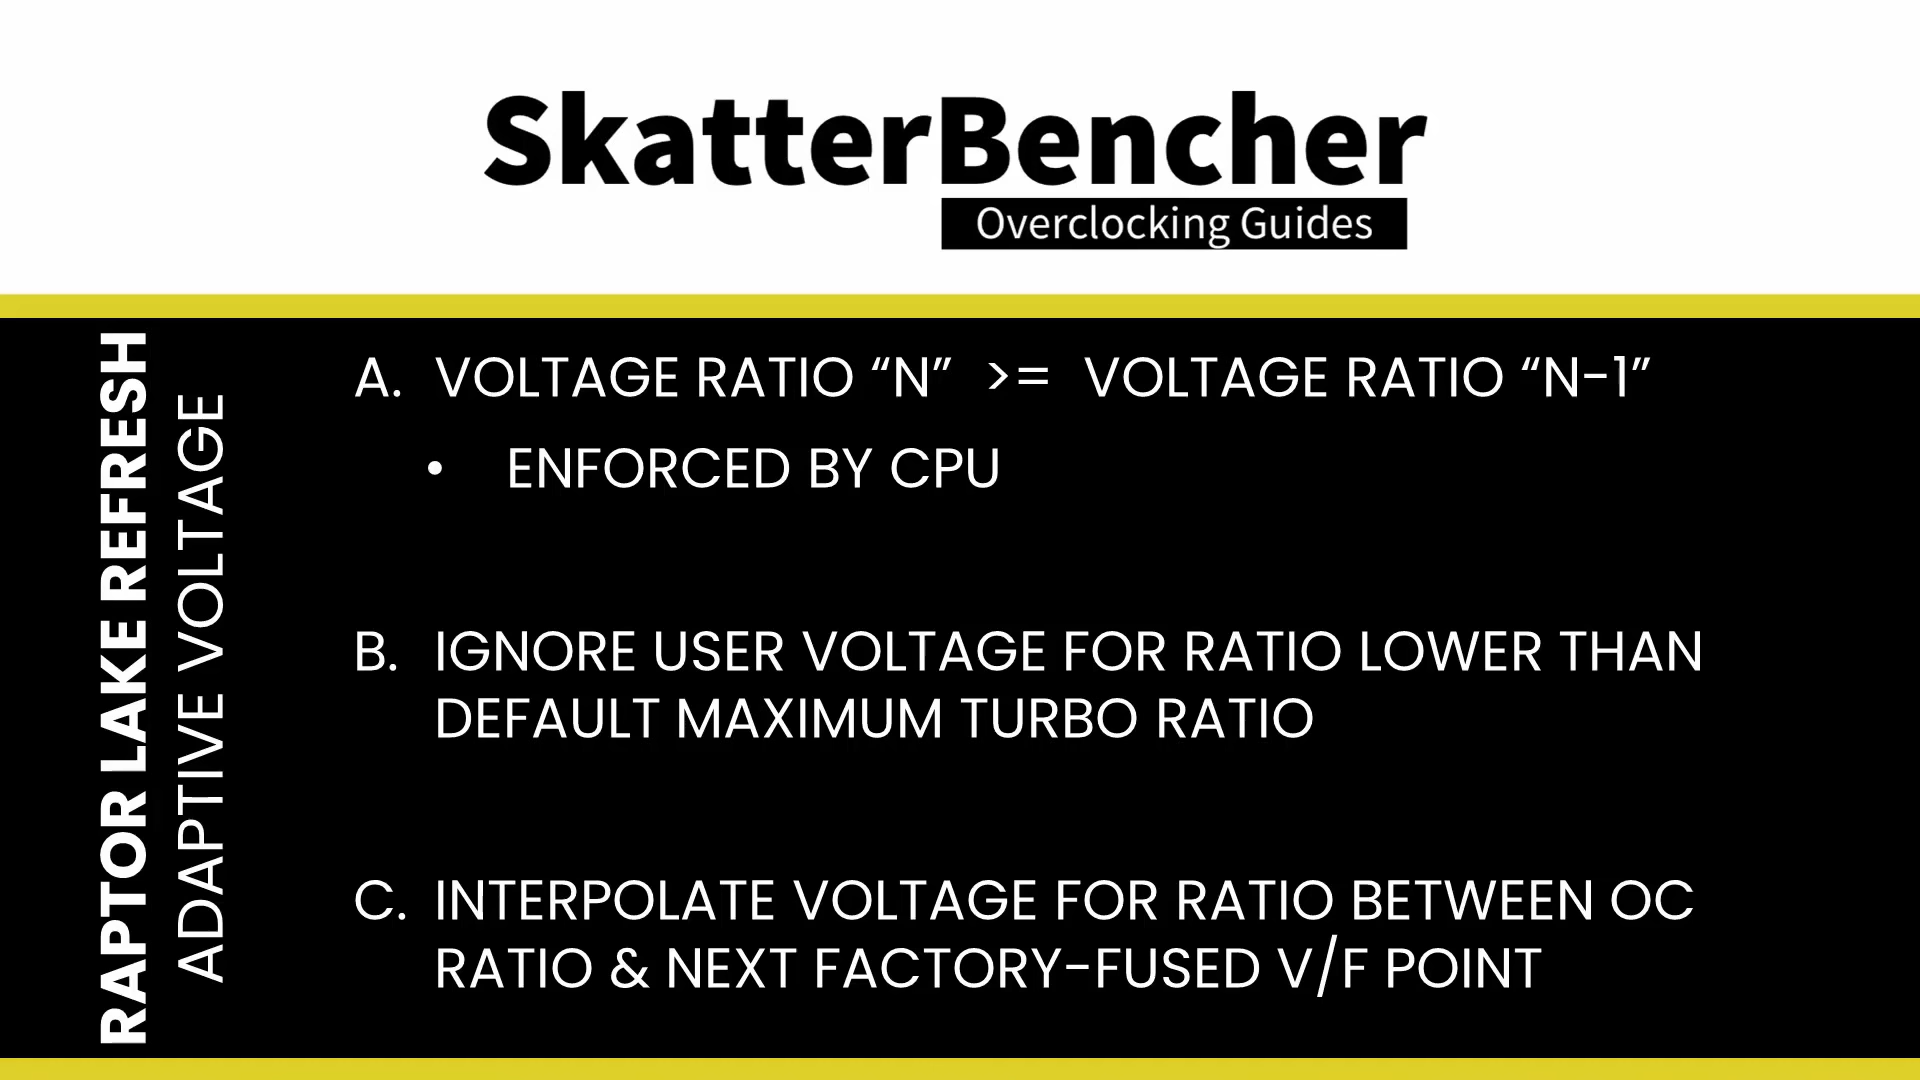 SkatterBencher
Overclocking Guides
RAPTOR LAKE REFRESH
ADAPTIVE VOLTAGE
A. VOLTAGE RATIO “N” >= VOLTAGE RATIO “N-1”
• ENFORCED BY CPU
B. IGNORE USER VOLTAGE FOR RATIO LOWER THAN
DEFAULT MAXIMUM TURBO RATIO
C. INTERPOLATE VOLTAGE FOR RATIO BETWEEN OC
RATIO & NEXT FACTORY-FUSED V/F POINT